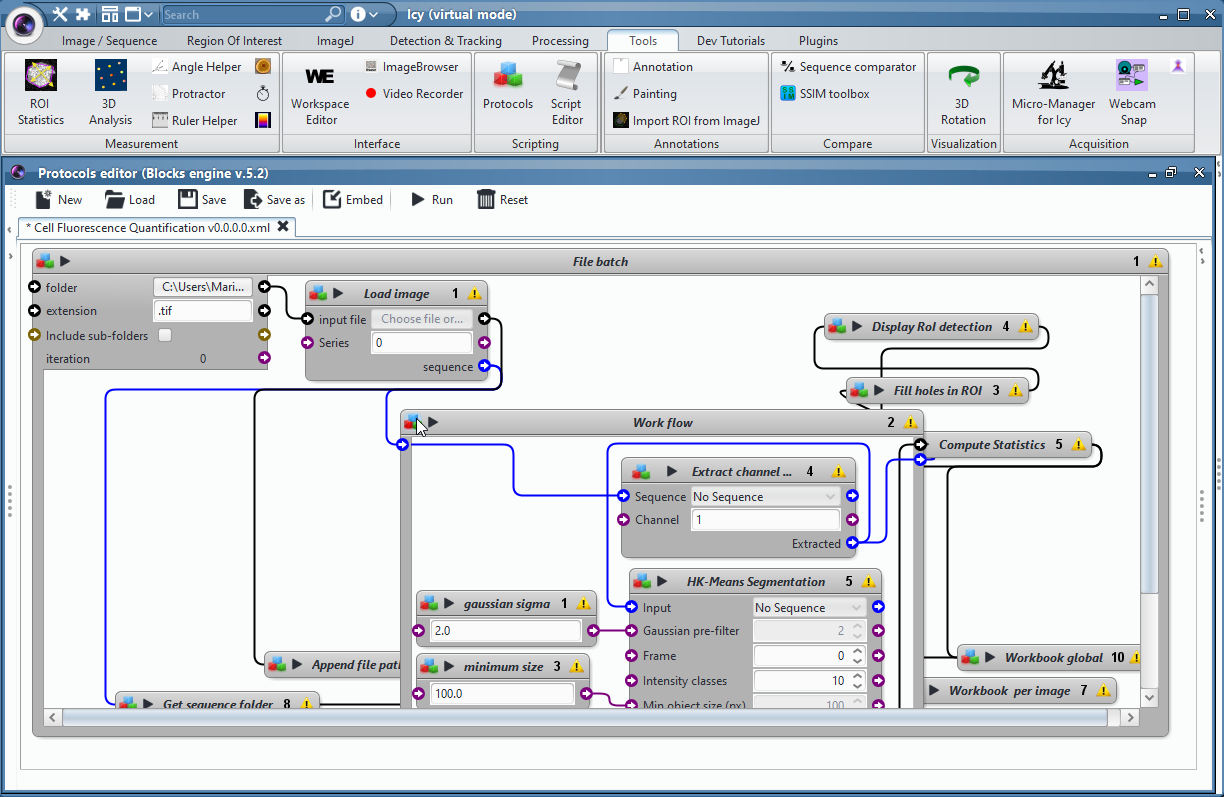 Search
Icy (virtual mode)
Image / Sequence Region Of Interest ImageJ Detection & Tracking Processing Tools Dev Tutorials Plugins
ROI Statistics
3D Analysis
Angle Helper
Protractor
Ruler Helper
Measurement
WE
Workspace Editor
ImageBrowser
Video Recorder
Interface
Protocols
Script Editor
Scripting
Annotation
Painting
Import ROI from ImageJ
Annotations
Sequence comparator
SSIM toolbox
Compare
3D Rotation
Visualization
Micro-Manager for Icy
Webcam Snap
Acquisition
Protocols editor (Blocks engine v.5.2)
New Load Save Save as Embed Run Reset
* Cell Fluorescence Quantification v0.0.0.0.xml
File batch 1
folder C:\Users\Mari...
extension .tif
Include sub-folders
iteration 0
Load image 1
input file Choose file or...
Series 0
sequence
Display RoI detection 4
Fill holes in ROI 3
Work flow 2
Compute Statistics 5
Extract channel ... 4
Sequence No Sequence
Channel 1
Extracted
HK-Means Segmentation 5
Input No Sequence
Gaussian pre-filter 2
Frame 0
Intensity classes 10
Min object size (px) 100
gaussian sigma 1
2.0
minimum size 3
100.0
Append file path
Get sequence folder 8
Workbook global 10
Workbook per image 7